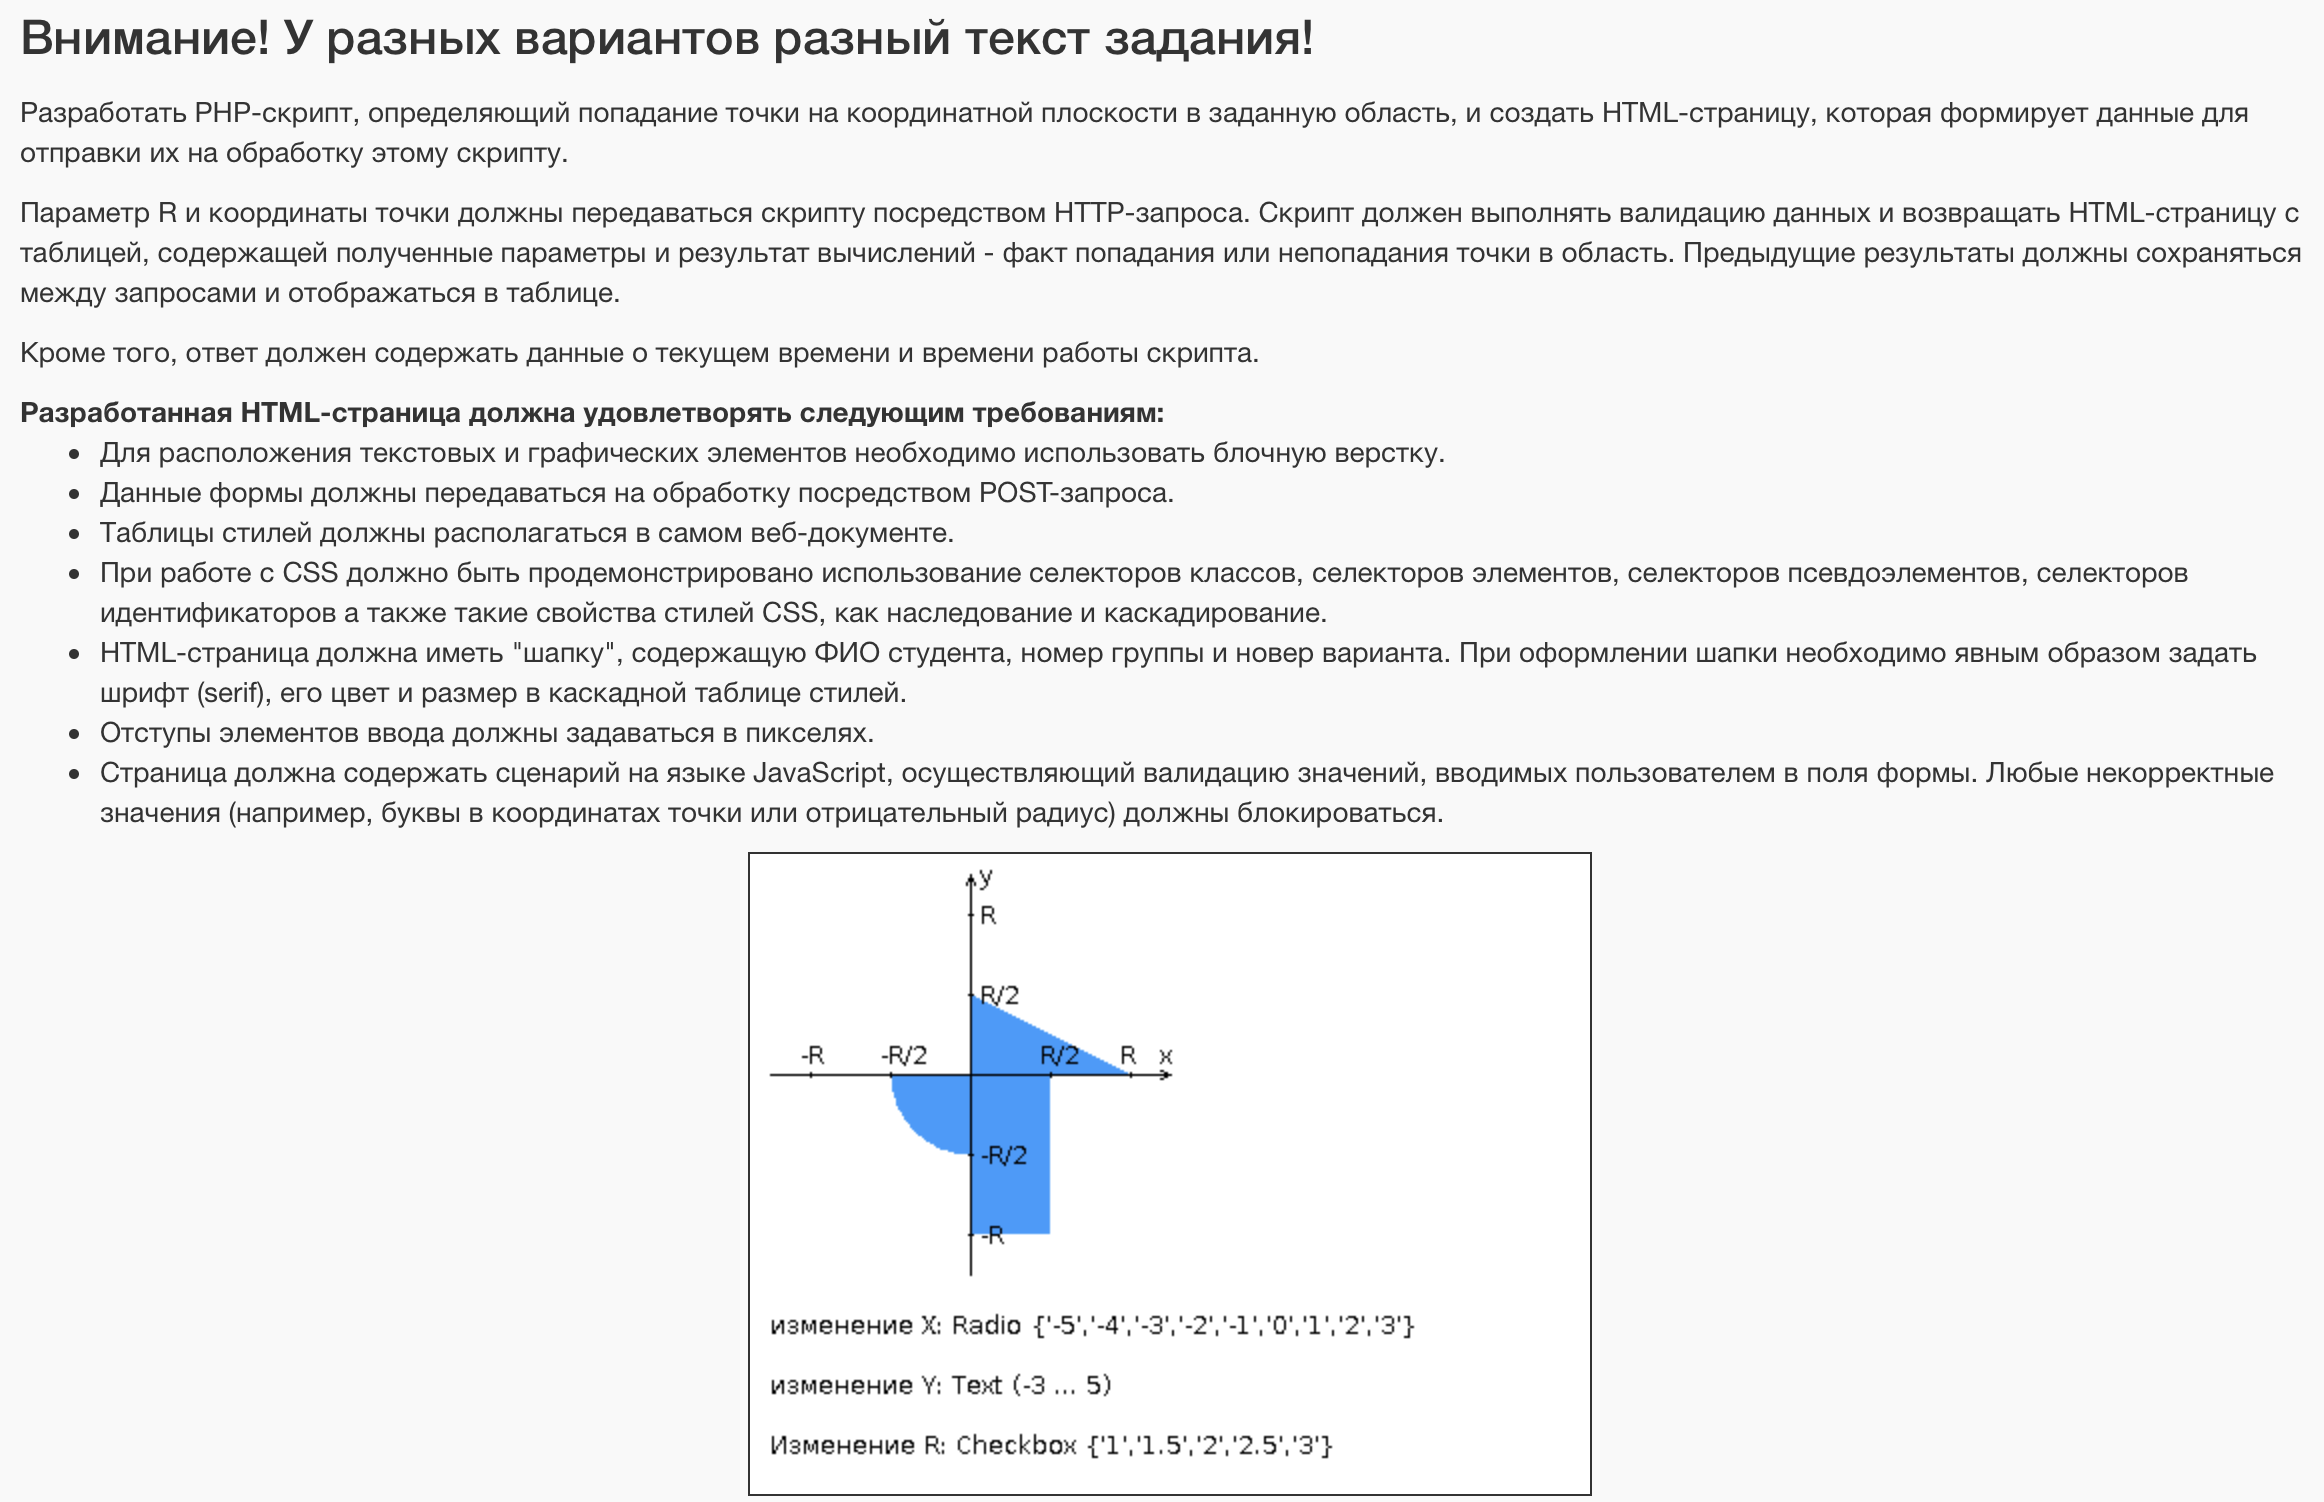 Внимание! У разных вариантов разный текст задания!
Разработать PHP-скрипт, определяющий попадание точки на координатной плоскости в заданную область, и создать HTML-страницу, которая формирует данные для
отправки их на обработку этому скрипту.
Параметр R и координаты точки должны передаваться скрипту посредством HTTP-запроса. Скрипт должен выполнять валидацию данных и возвращать HTML-страницу с
таблицей, содержащей полученные параметры и результат вычислений - факт попадания или непопадания точки в область. Предыдущие результаты должны сохраняться
между запросами и отображаться в таблице.
Кроме того, ответ должен содержать данные о текущем времени и времени работы скрипта.
Разработанная HTML-страница должна удовлетворять следующим требованиям:
• Для расположения текстовых и графических элементов необходимо использовать блочную верстку.
• Данные формы должны передаваться на обработку посредством POST-запроса.
• Таблицы стилей должны располагаться в самом веб-документе.
• При работе с CSS должно быть продемонстрировано использование селекторов классов, селекторов элементов, селекторов псевдоэлементов, селекторов
идентификаторов а также такие свойства стилей CSS, как наследование и каскадирование.
• HTML-страница должна иметь "шапку", содержащую ФИО студента, номер группы и новер варианта. При оформлении шапки необходимо явным образом задать
шрифт (serif), его цвет и размер в каскадной таблице стилей.
• Отступы элементов ввода должны задаваться в пикселях.
• Страница должна содержать сценарий на языке JavaScript, осуществляющий валидацию значений, вводимых пользователем в поля формы. Любые некорректные
значения (например, буквы в координатах точки или отрицательный радиус) должны блокироваться.
y
R
R/2
-R -R/2 R/2 R x
-R/2
-R
изменение X: Radio {'-5','-4','-3','-2','-1','0','1','2','3'}
изменение Y: Text (-3 ... 5)
Изменение R: Checkbox {'1','1.5','2','2.5','3'}